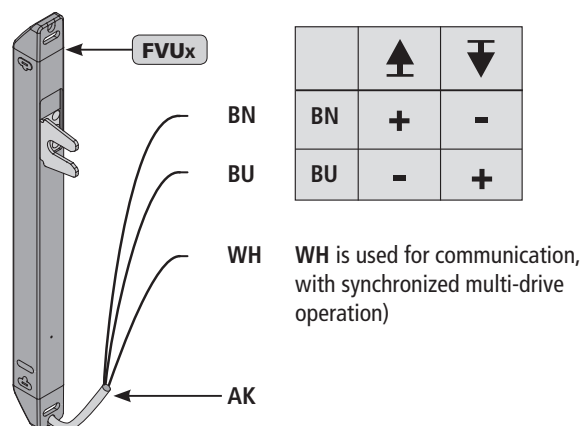 FVUx
BN
BU
WH
AK
BN + -
BU - +
WH is used for communication,
with synchronized multi-drive
operation)